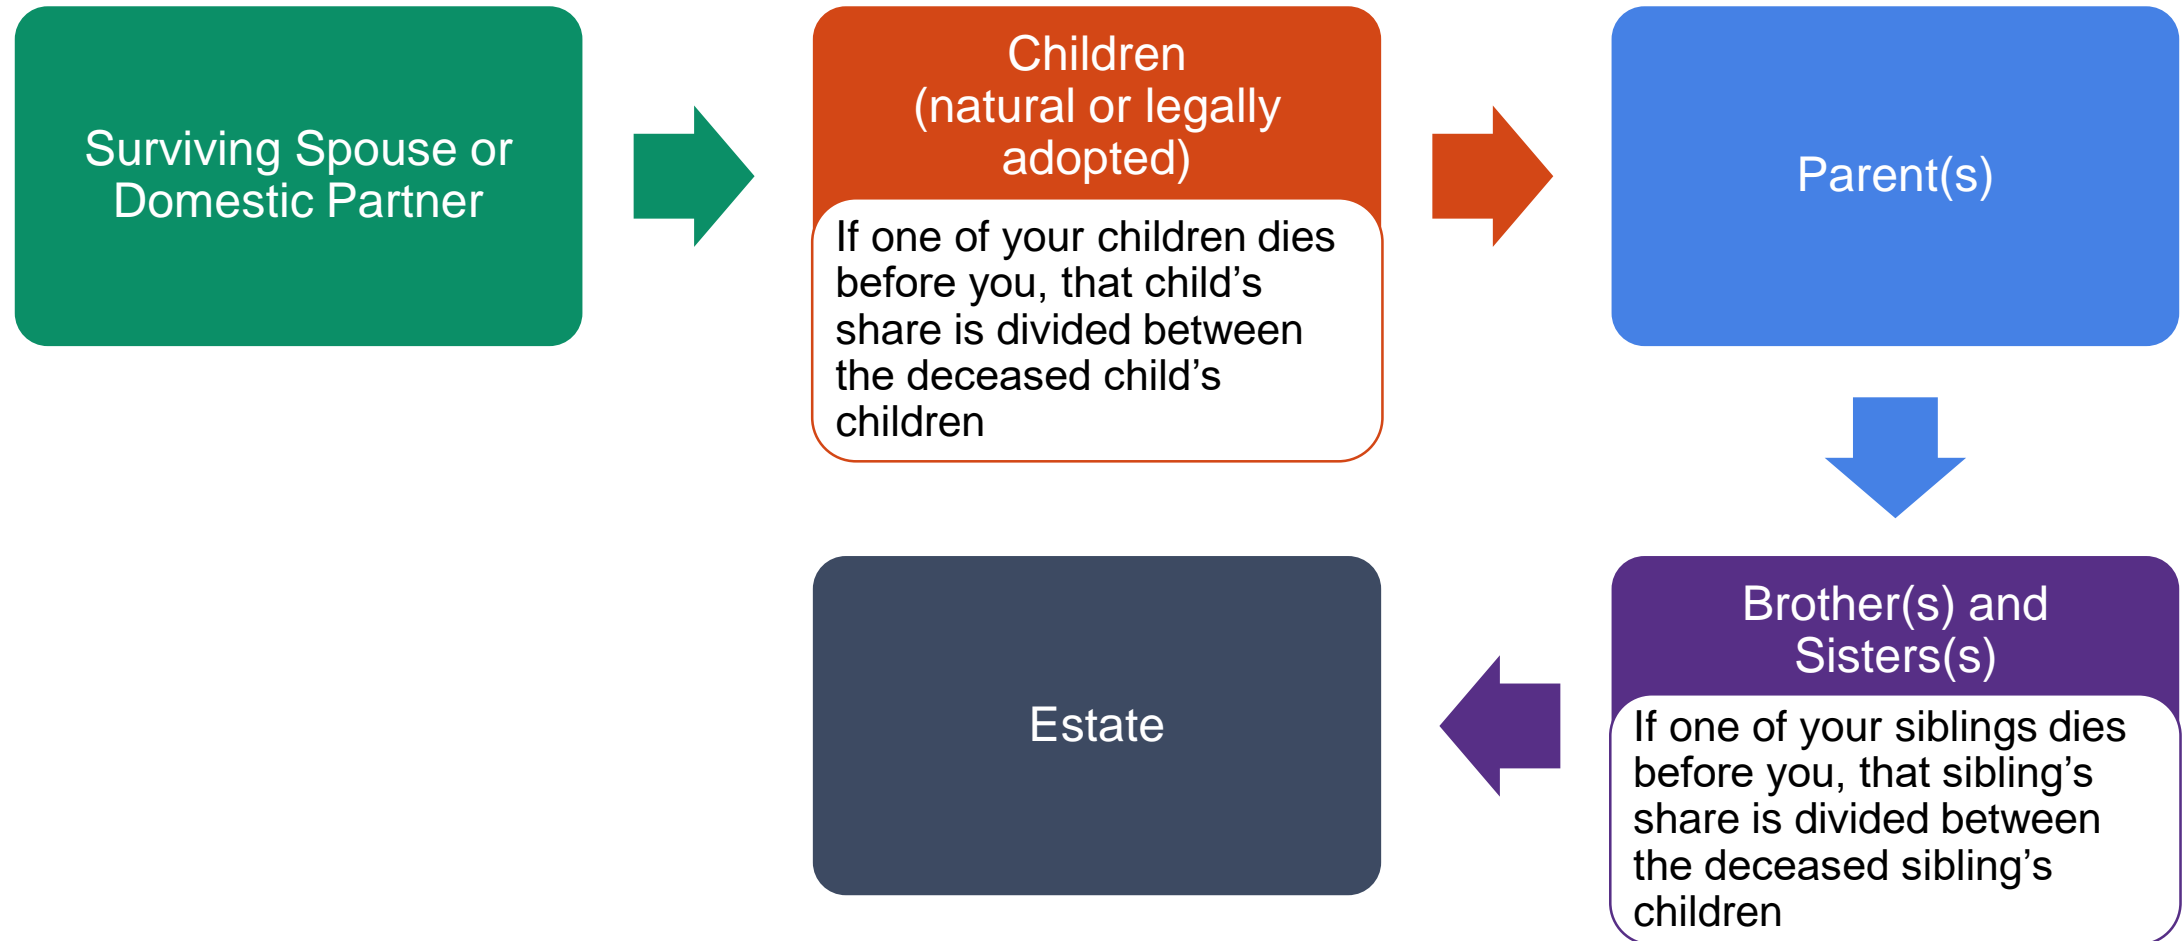 Surviving Spouse or
Domestic Partner
Children
(natural or legally
adopted)
If one of your children dies
before you, that child’s
share is divided between
the deceased child’s
children
Parent(s)
Brother(s) and
Sisters(s)
If one of your siblings dies
before you, that sibling’s
share is divided between
the deceased sibling’s
children
Estate